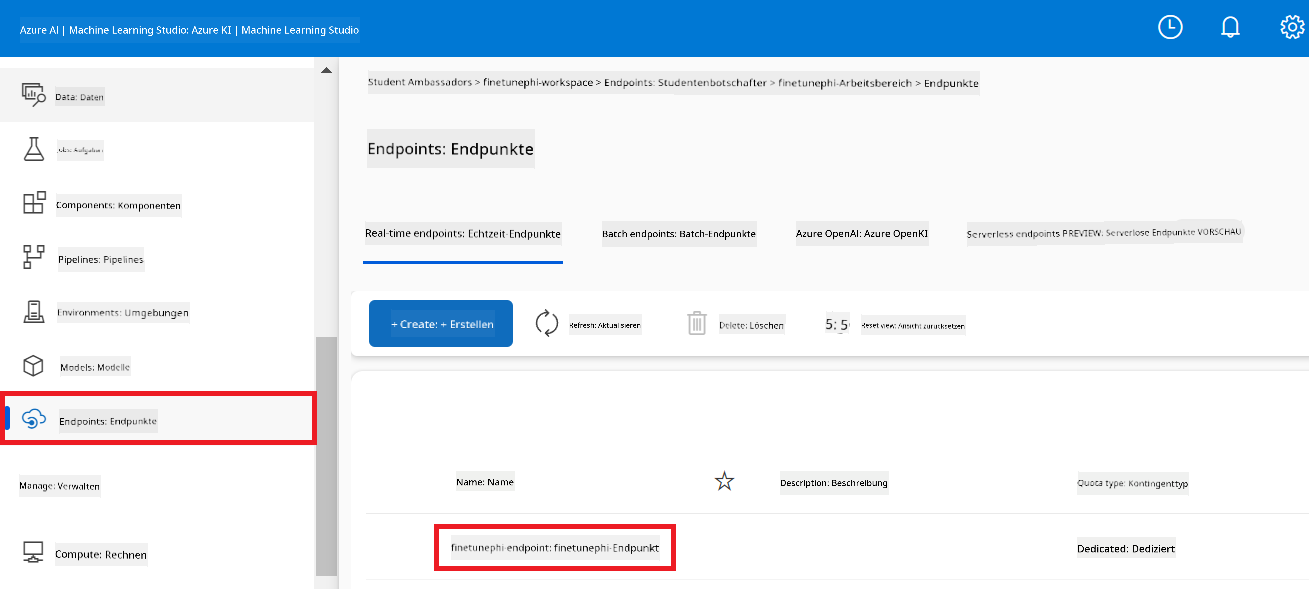 Azure AI | Machine Learning Studio: Azure KI | Machine Learning Studio
Student Ambassadors > finetunephi-workspace > Endpoints: Studentenbotschafter > finetunephi-Arbeitsbereich > Endpunkte
Data: Daten
Jobs: Aufgaben
Components: Komponenten
Pipelines: Pipelines
Environments: Umgebungen
Models: Modelle
Endpoints: Endpunkte
Manage: Verwalten
Compute: Rechnen
Endpoints: Endpunkte
Real-time endpoints: Echtzeit-Endpunkte
Batch endpoints: Batch-Endpunkte
Azure OpenAI: Azure OpenKI
Serverless endpoints PREVIEW: Serverlose Endpunkte VORSCHAU
+ Create: + Erstellen
Refresh: Aktualisieren
Delete: Löschen
5: 5
Reset view: Ansicht zurücksetzen
Name: Name
Description: Beschreibung
Quota type: Kontingenttyp
finetunephi-endpoint: finetunephi-Endpunkt
Dedicated: Dediziert